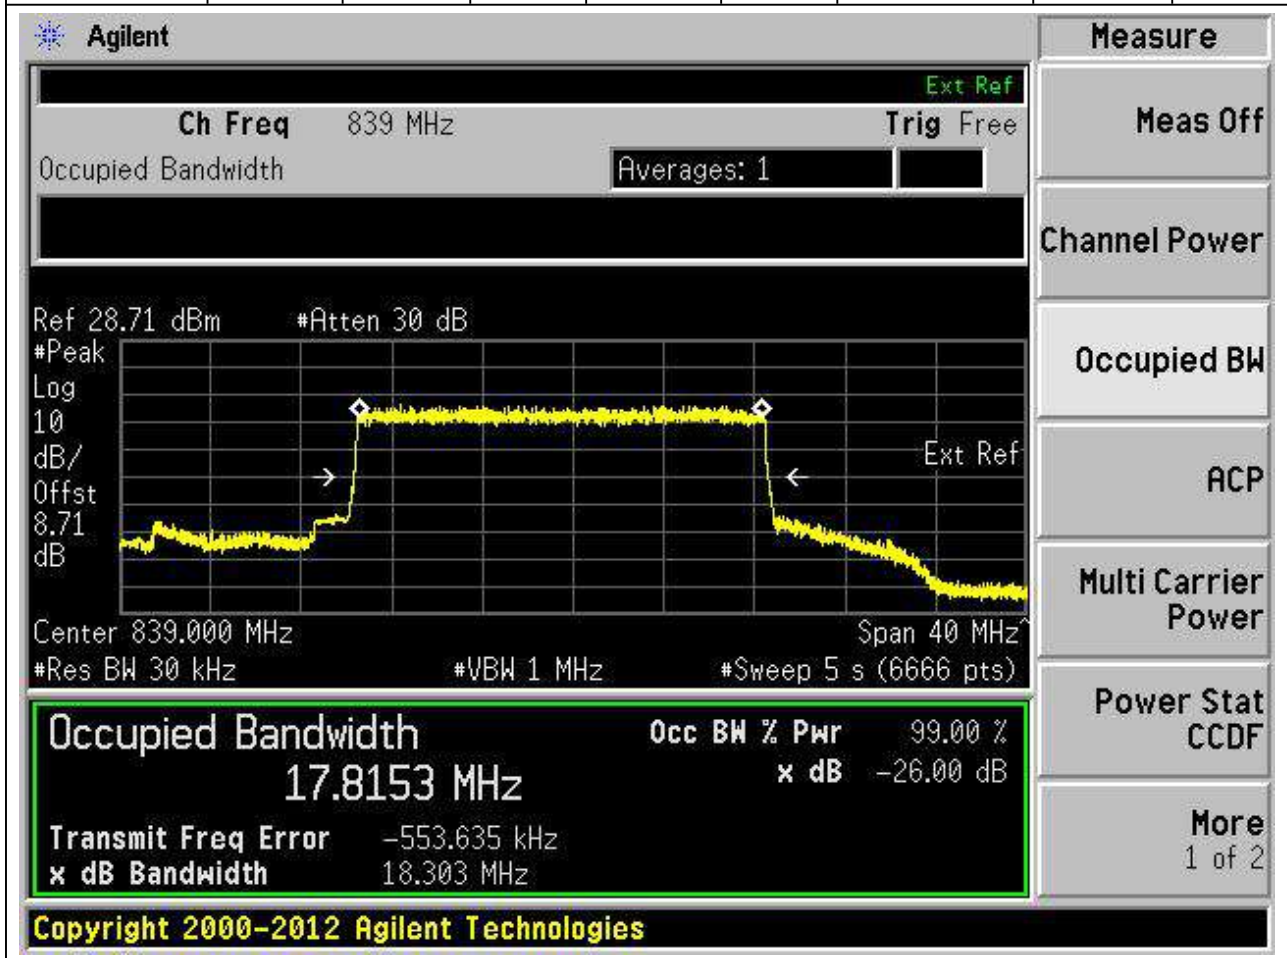 Agilent
Measure
Ext Ref
Ch Freq 839 MHz Trig Free
Meas Off
Occupied Bandwidth Averages: 1
Channel Power
Ref 28.71 dBm #Atten 30 dB
#Peak
Log
10
dB/
Offst
8.71
dB
Ext Ref
Occupied BW
ACP
Center 839.000 MHz Span 40 MHz^
#Res BW 30 kHz #VBW 1 MHz #Sweep 5 s (6666 pts)
Multi Carrier
Power
Occupied Bandwidth Occ BW % Pwr 99.00 %
17.8153 MHz x dB -26.00 dB
Power Stat
CCDF
Transmit Freq Error -553.635 kHz
x dB Bandwidth 18.303 MHz
More
1 of 2
Copyright 2000-2012 Agilent Technologies